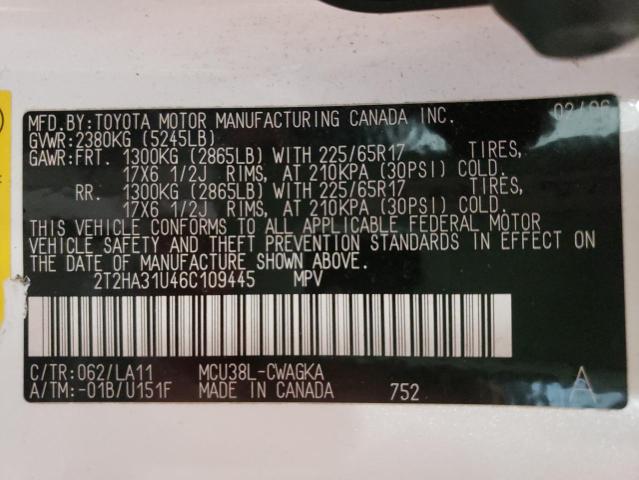 MFD.BY:TOYOTA MOTOR MANUFACTURING CANADA INC. 02/06
GVWR:2380KG (5245LB)
GAWR:FRT. 1300KG (2865LB) WITH 225/65R17 TIRES,
17X6 1/2J RIMS, AT 210KPA (30PSI) COLD.
RR. 1300KG (2865LB) WITH 225/65R17 TIRES,
17X6 1/2J RIMS, AT 210KPA (30PSI) COLD.
THIS VEHICLE CONFORMS TO ALL APPLICABLE FEDERAL MOTOR
VEHICLE SAFETY AND THEFT PREVENTION STANDARDS IN EFFECT ON
THE DATE OF MANUFACTURE SHOWN ABOVE.
2T2HA31U46C109445 MPV
C/TR:062/LA11 MCU38L-CWAGKA
A/TM:-01B/U151F MADE IN CANADA 752 A